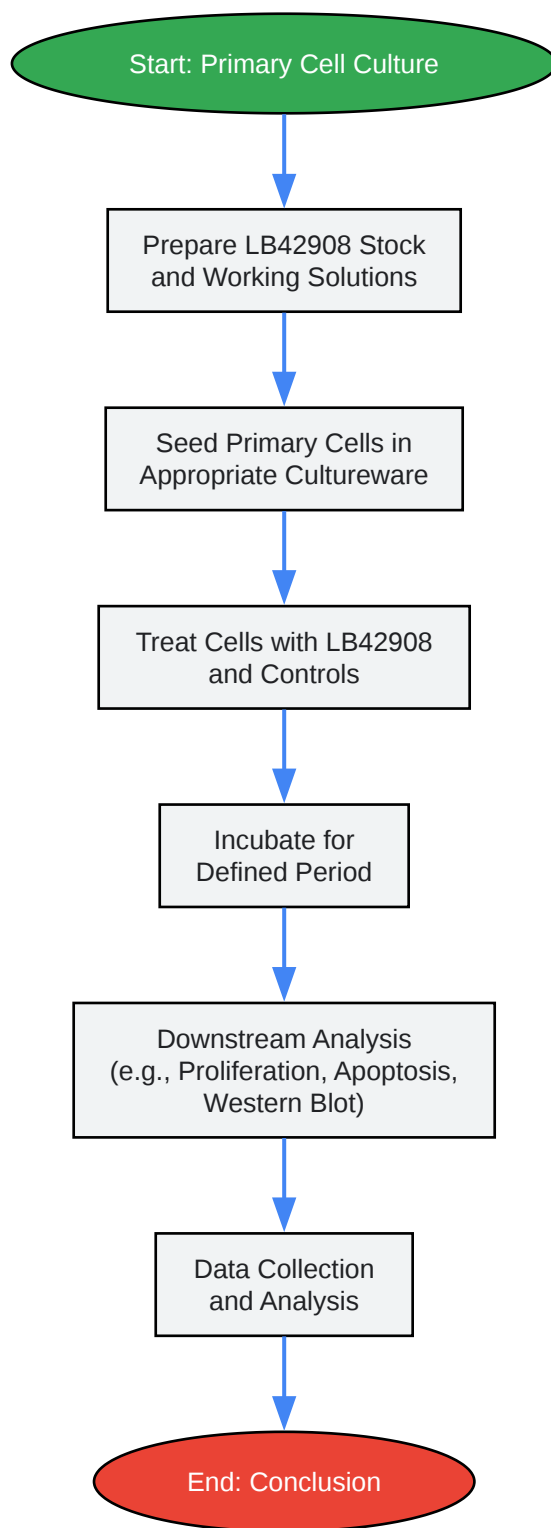 Start: Primary Cell Culture
Prepare LB42908 Stock
and Working Solutions
Seed Primary Cells in
Appropriate Cultureware
Treat Cells with LB42908
and Controls
Incubate for
Defined Period
Downstream Analysis
(e.g., Proliferation, Apoptosis,
Western Blot)
Data Collection
and Analysis
End: Conclusion